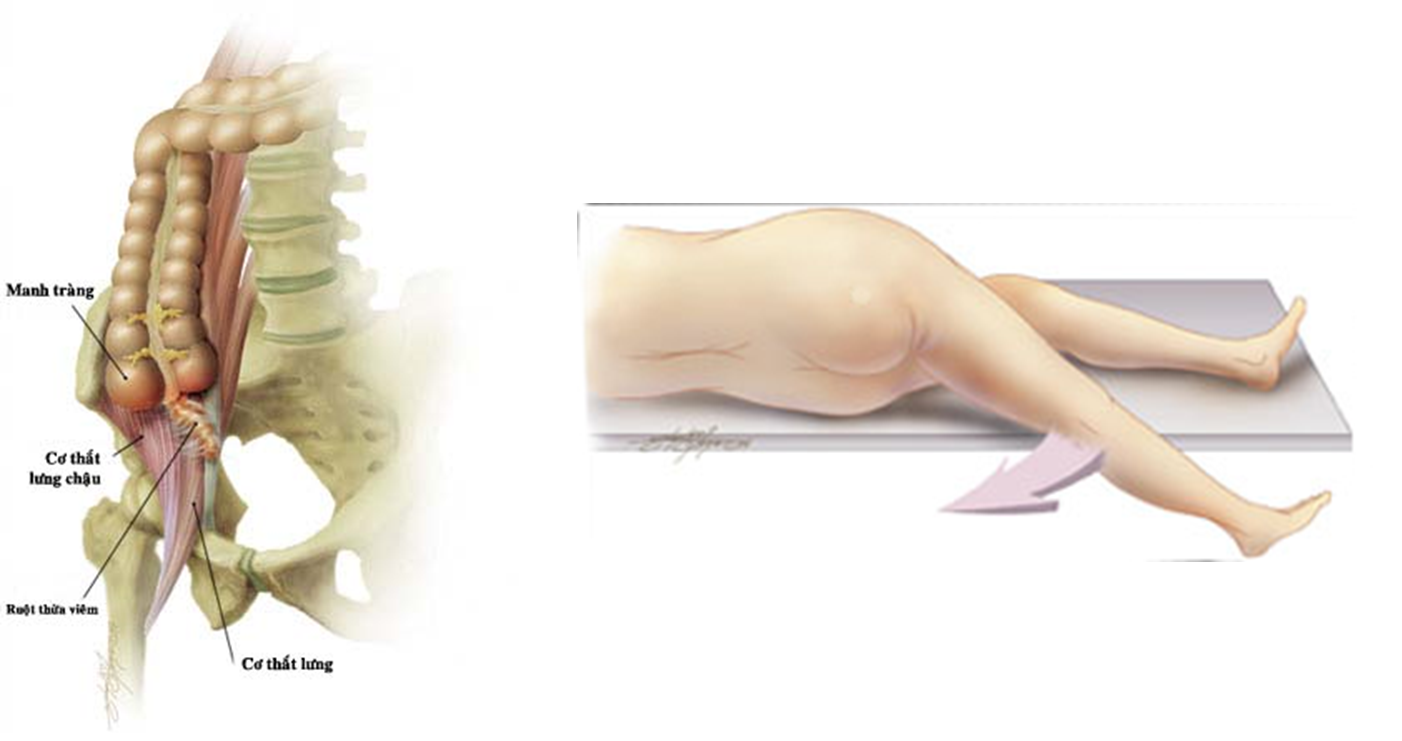 Manh tràng
Cơ thắt
lưng chậu
Ruột thừa viêm
Cơ thắt lưng